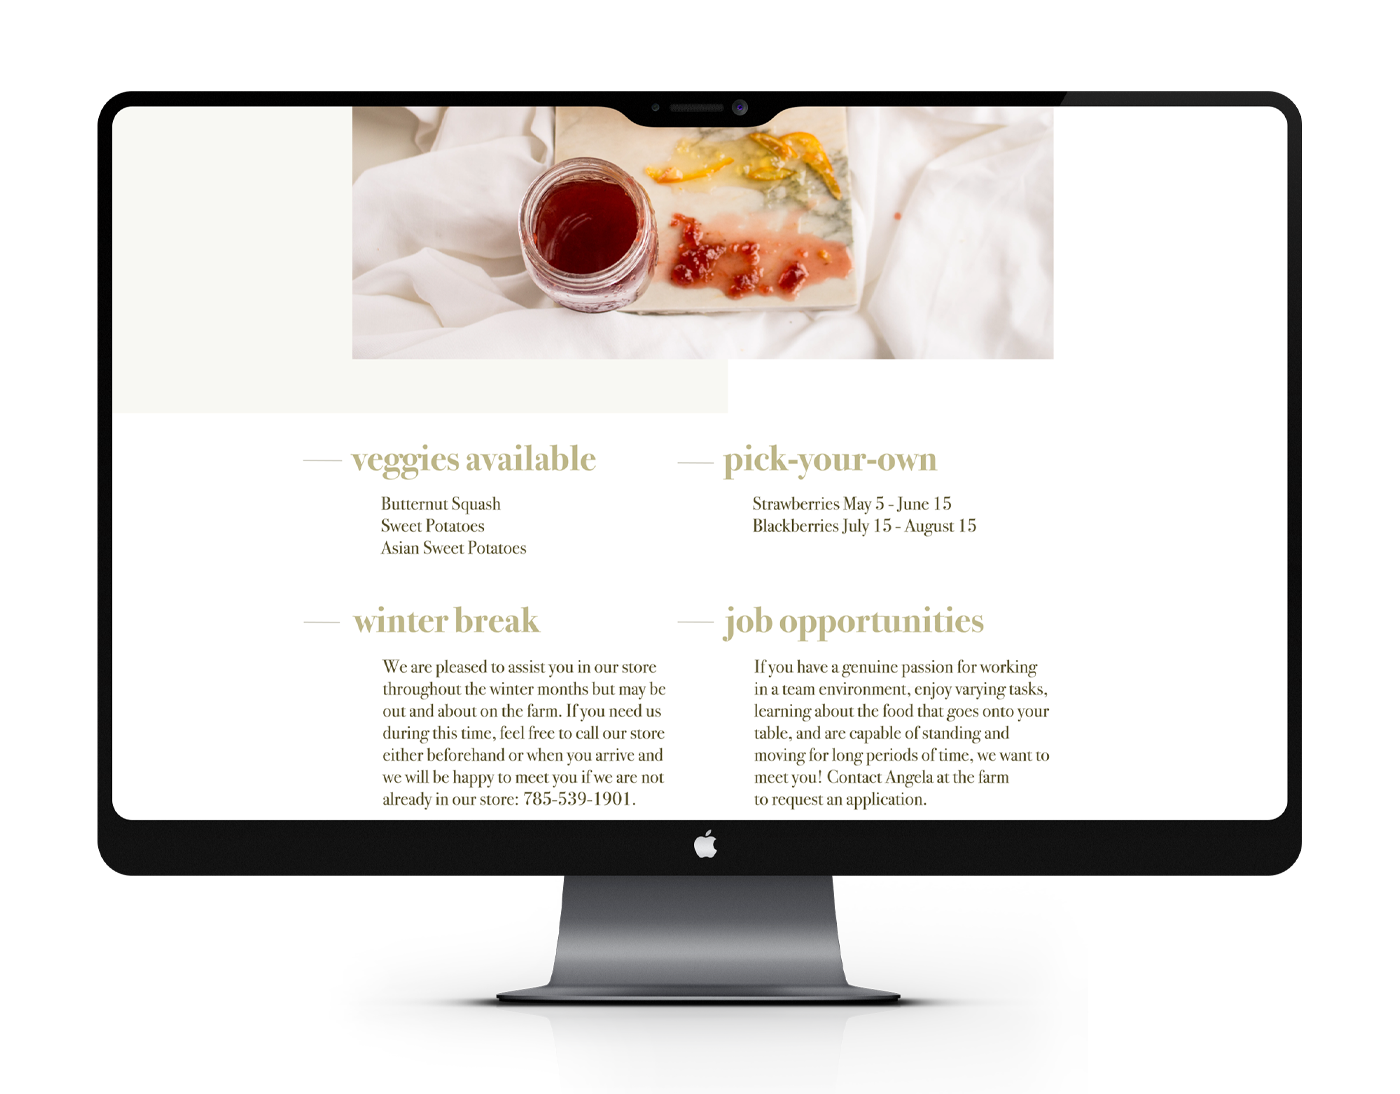 veggies available
Butternut Squash
Sweet Potatoes
Asian Sweet Potatoes
pick-your-own
Strawberries May 5 - June 15
Blackberries July 15 - August 15
winter break
We are pleased to assist you in our store
throughout the winter months but may be
out and about on the farm. If you need us
during this time, feel free to call our store
either beforehand or when you arrive and
we will be happy to meet you if we are not
already in our store: 785-539-1901.
job opportunities
If you have a genuine passion for working
in a team environment, enjoy varying tasks,
learning about the food that goes onto your
table, and are capable of standing and
moving for long periods of time, we want to
meet you! Contact Angela at the farm
to request an application.